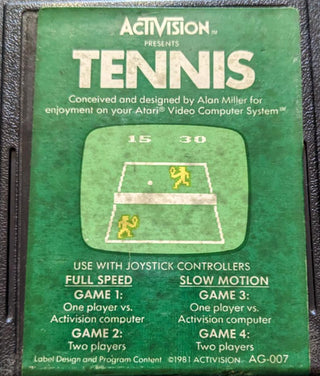 ACTIVISION™
PRESENTS
TENNIS
Conceived and designed by Alan Miller for
enjoyment on your Atari® Video Computer System™
15 30
USE WITH JOYSTICK CONTROLLERS
FULL SPEED SLOW MOTION
GAME 1: GAME 3:
One player vs. One player vs.
Activision computer Activision computer
GAME 2: GAME 4:
Two players Two players
Label Design and Program Content ©1981 ACTIVISION. AG-007